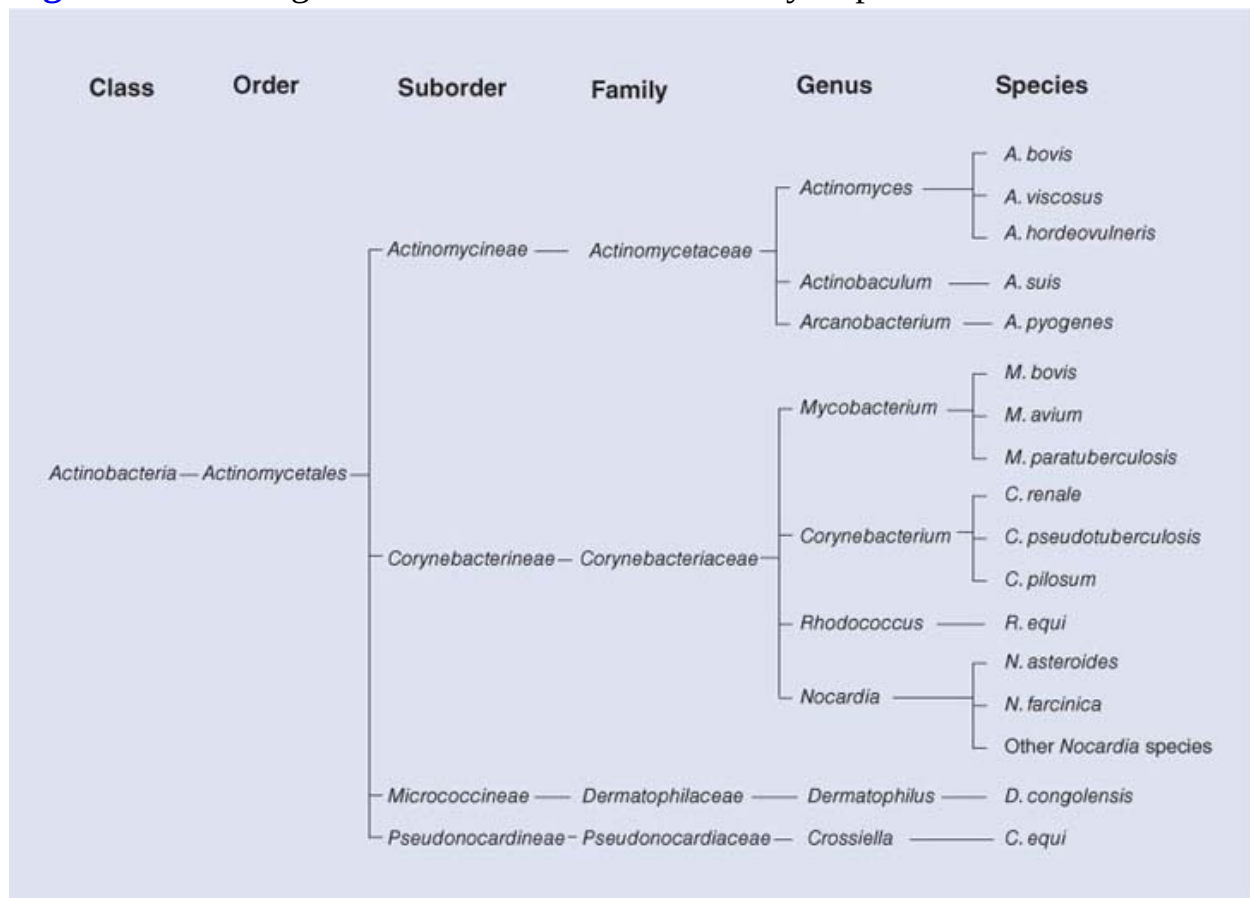 Class Order Suborder Family Genus Species
A. bovis
Actinomyces
A. viscosus
A. hordeovulneris
Actinomycineae Actinomycetaceae
Actinobaculum A. suis
Arcanobacterium A. pyogenes
M. bovis
Mycobacterium M. avium
M. paratuberculosis
Actinobacteria Actinomycetales
C. renale
Corynebacterium C. pseudotuberculosis
Corynebacterineae Corynebacteriaceae
C. pilosum
Rhodococcus R. equi
N. asteroides
Nocardia N. farcinica
Other Nocardia species
Micrococcineae Dermatophilaceae Dermatophilus D. congolensis
Pseudonocardineae Pseudonocardiaceae Crossiella C. equi